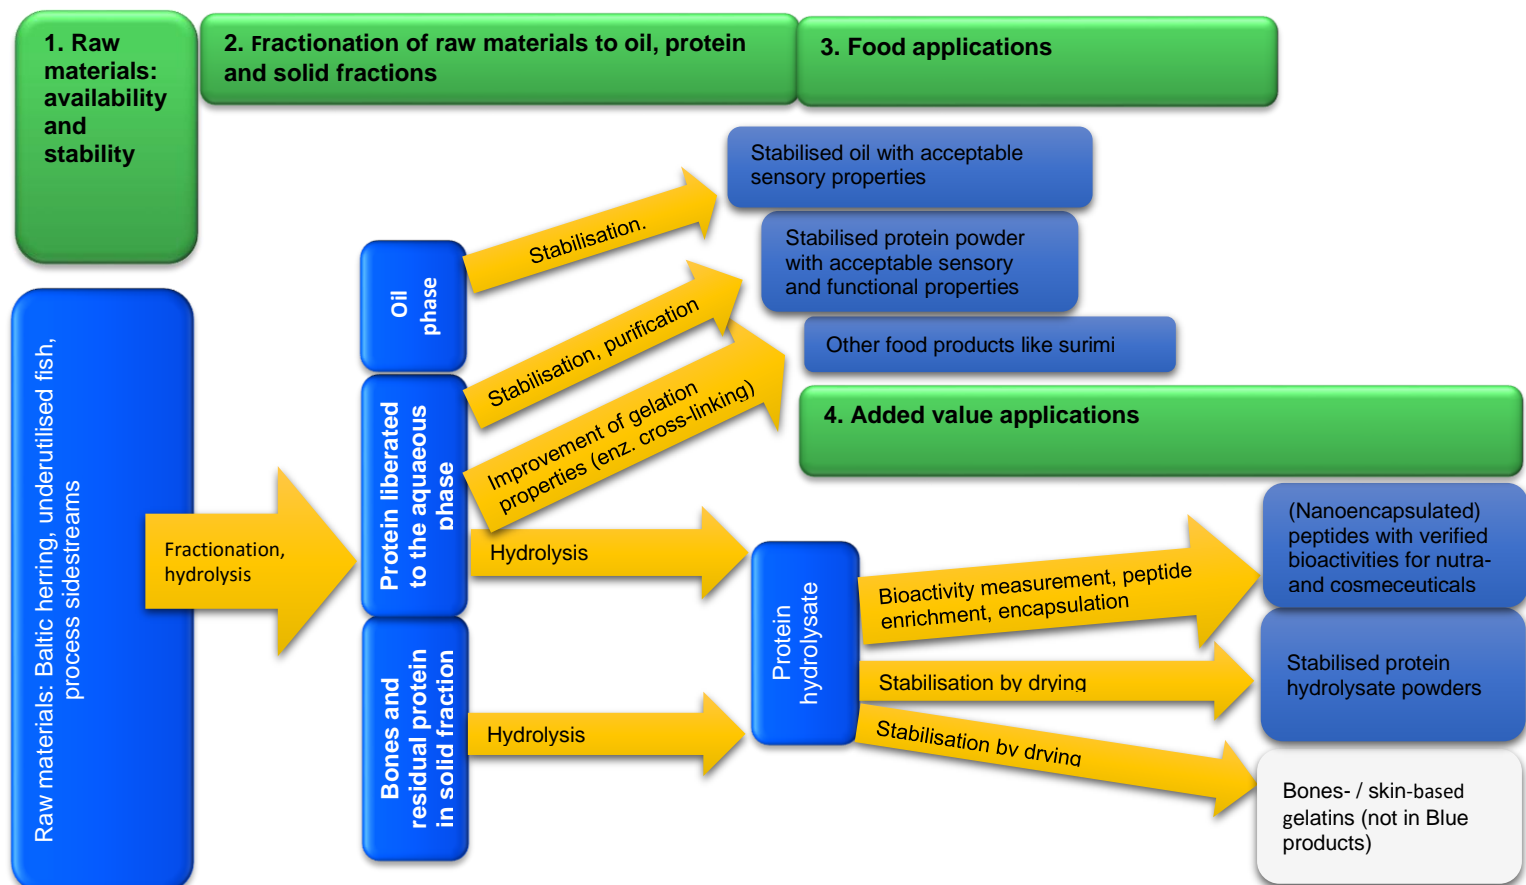 1. Raw
materials:
availability
and
stability
2. Fractionation of raw materials to oil, protein
and solid fractions
3. Food applications
Stabilised oil with acceptable
sensory properties
Stabilised protein powder
with acceptable sensory
and functional properties
Other food products like surimi
4. Added value applications
Raw materials: Baltic herring, underutilised fish,
process sidestreams
Fractionation,
hydrolysis
Oil
phase
Protein liberated
to the aquaeous
phase
Bones and
residual protein
in solid fraction
Stabilisation.
Stabilisation, purification
Improvement of gelation
properties (enz. cross-linking)
Hydrolysis
Hydrolysis
Protein
hydrolysate
Bioactivity measurement, peptide
enrichment, encapsulation
Stabilisation by drying
Stabilisation by drying
(Nanoencapsulated)
peptides with verified
bioactivities for nutra-
and cosmeceuticals
Stabilised protein
hydrolysate powders
Bones- / skin-based
gelatins (not in Blue
products)